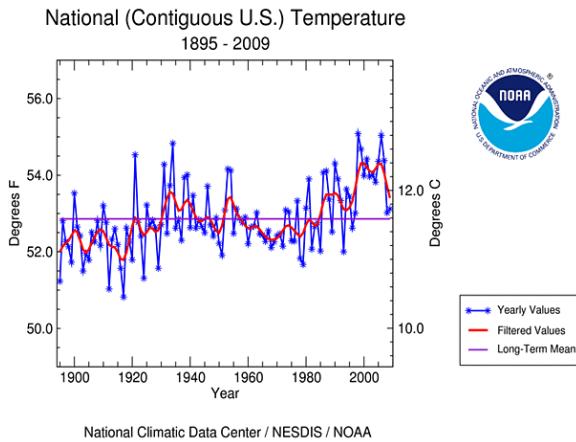 National (Contiguous U.S.) Temperature
1895 - 2009
56.0
54.0
52.0
50.0
Degrees F
12.0
10.0
Degrees C
1900
1920
1940
1960
1980
2000
Year
NATIONAL OCEANIC AND ATMOSPHERIC ADMINISTRATION
®
NOAA
U.S. DEPARTMENT OF COMMERCE
Yearly Values
Filtered Values
Long-Term Mean
National Climatic Data Center / NESDIS / NOAA